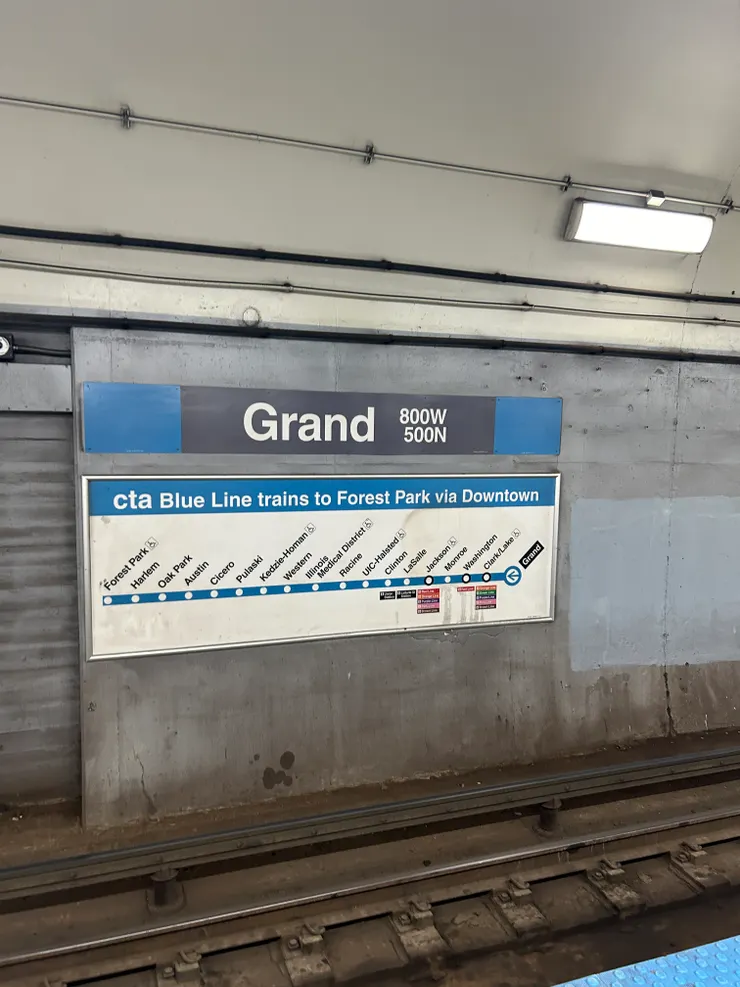 Grand
800W
500N
cta Blue Line trains to Forest Park via Downtown
Forest Park
Harlem
Oak Park
Austin
Cicero
Pulaski
Kedzie-Homan
Western
Illinois
Medical District
Racine
UIC-Halsted
Clinton
LaSalle
Jackson
Monroe
Washington
Clark/Lake
Grand